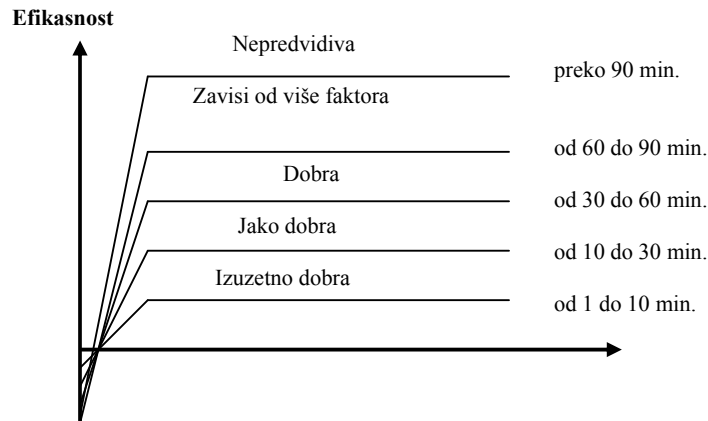 Efikasnost
Nepredvidiva
preko 90 min.
Zavisi od više faktora
od 60 do 90 min.
Dobra
od 30 do 60 min.
Jako dobra
od 10 do 30 min.
Izuzetno dobra
od 1 do 10 min.